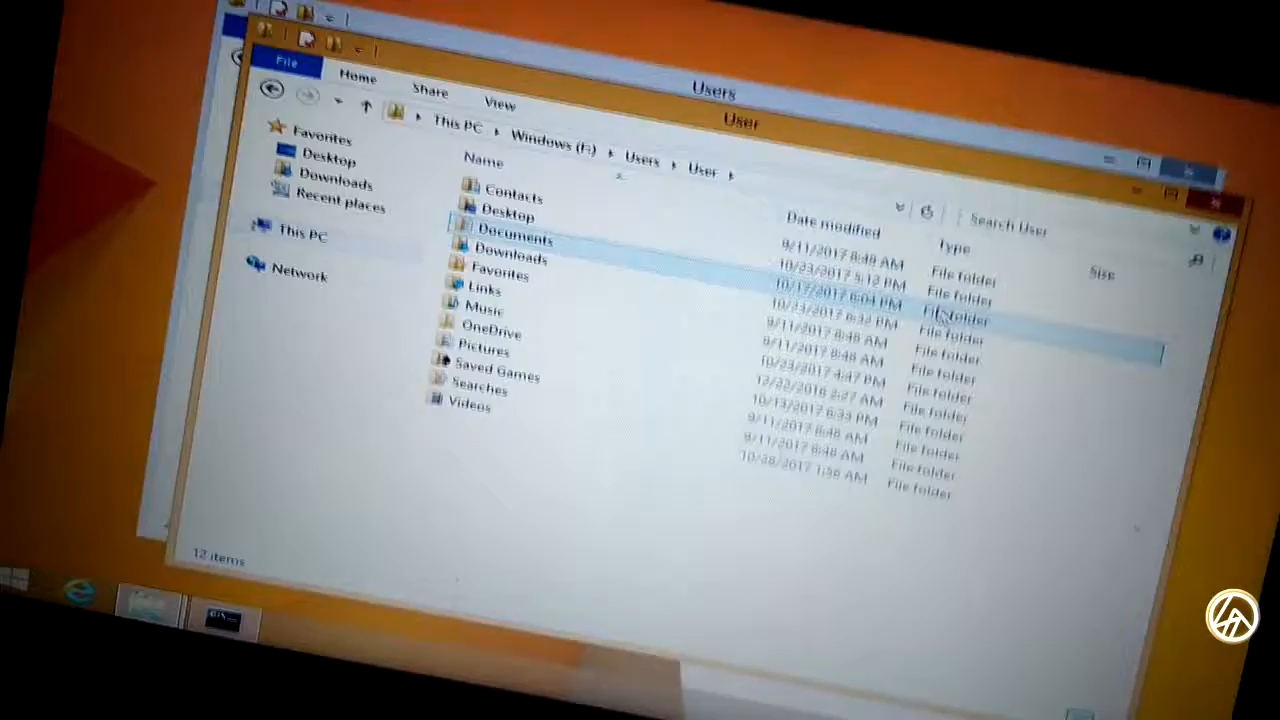 Users
User
File Home Share View
This PC Windows (F:) Users User
Search User
Favorites
Desktop
Downloads
Recent places
This PC
Network
Name Date modified Type Size
Contacts 9/11/2017 8:48 AM File folder
Desktop 10/23/2017 5:12 PM File folder
Documents 10/17/2017 6:04 PM File folder
Downloads 10/23/2017 6:32 PM File folder
Favorites 9/11/2017 8:48 AM File folder
Links 9/11/2017 8:48 AM File folder
Music 10/23/2017 4:47 PM File folder
OneDrive 12/22/2016 2:27 AM File folder
Pictures 10/13/2017 6:33 PM File folder
Saved Games 9/11/2017 8:48 AM File folder
Searches 9/11/2017 8:48 AM File folder
Videos 10/28/2017 1:38 AM File folder
12 items